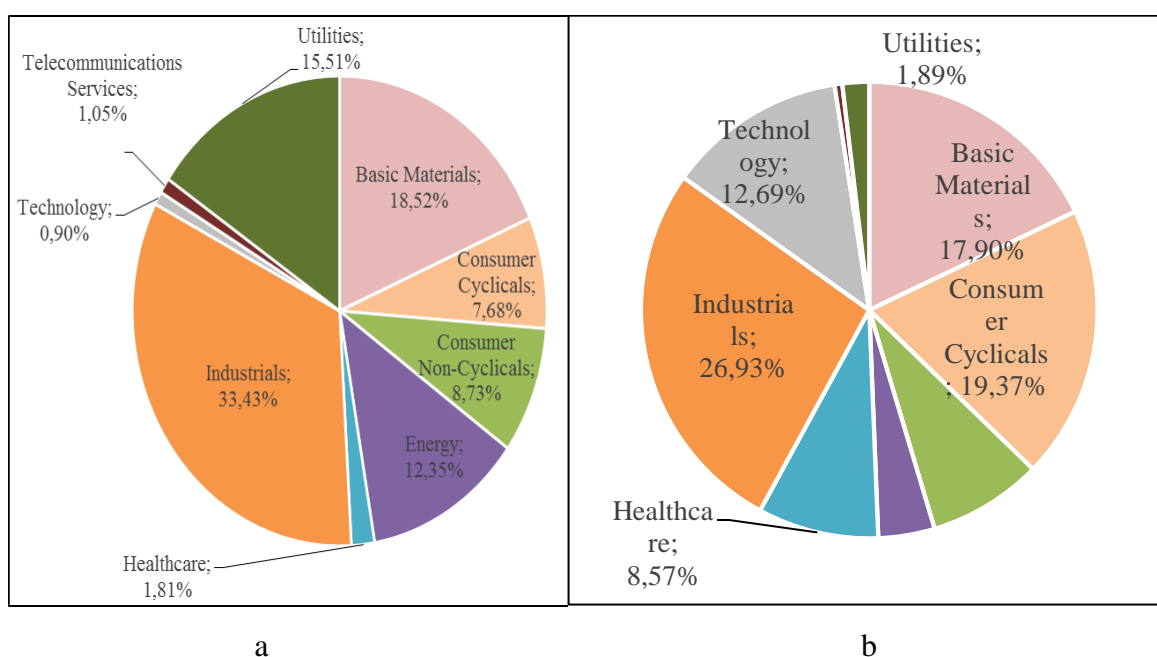 Utilities;
15,51%
Telecommunications
Services;
1,05%
Technology;
0,90%
Basic Materials;
18,52%
Consumer
Cyclicals;
7,68%
Consumer
Non-Cyclicals;
8,73%
Energy;
12,35%
Industrials;
33,43%
Healthcare;
1,81%
a
Utilities;
1,89%
Technol
ogy;
12,69%
Basic
Material
s;
17,90%
Consum
er
Cyclicals
; 19,37%
Industria
ls;
26,93%
Healthca
re;
8,57%
b